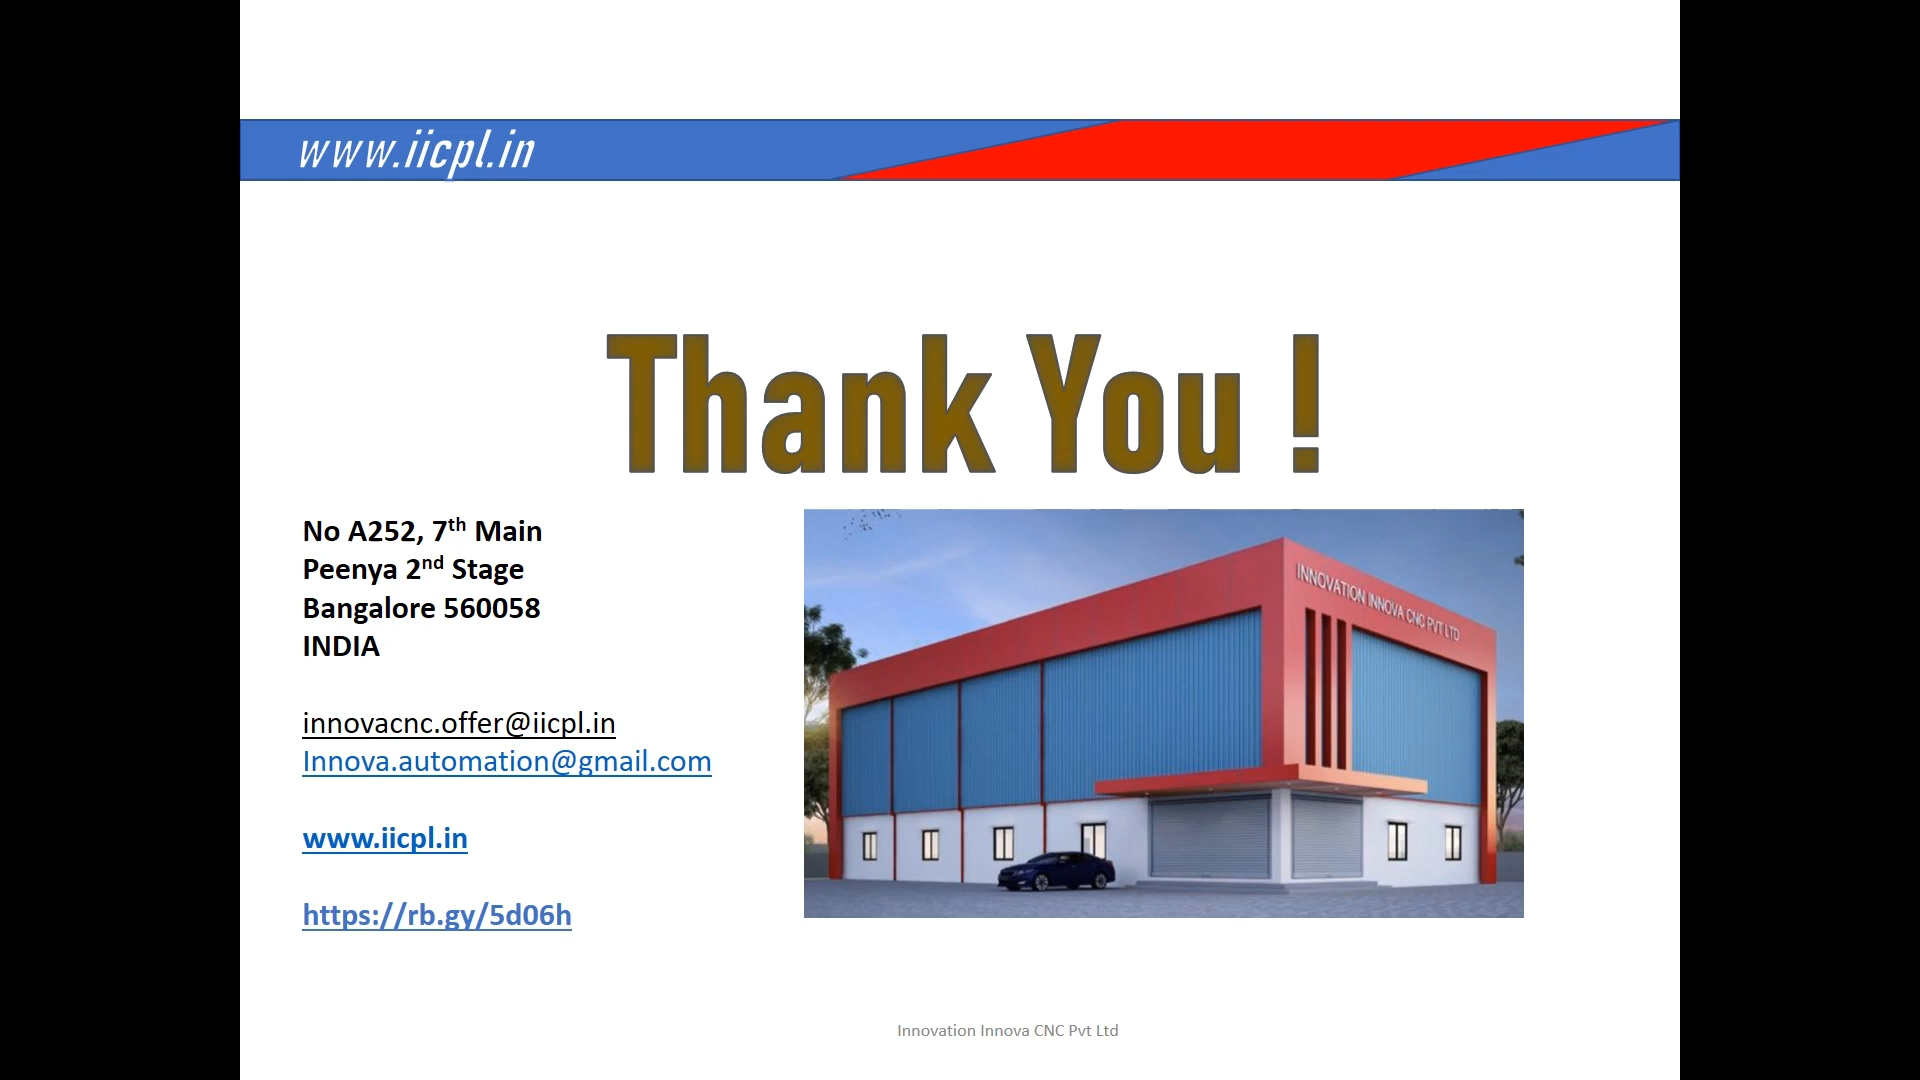 www.iicpl.in
Thank You !
No A252, 7th Main
Peenya 2nd Stage
Bangalore 560058
INDIA
innovacnc.offer@iicpl.in
Innova.automation@gmail.com
www.iicpl.in
https://rb.gy/5d06h
INNOVATION INNOVA CNC PVT LTD
Innovation Innova CNC Pvt Ltd